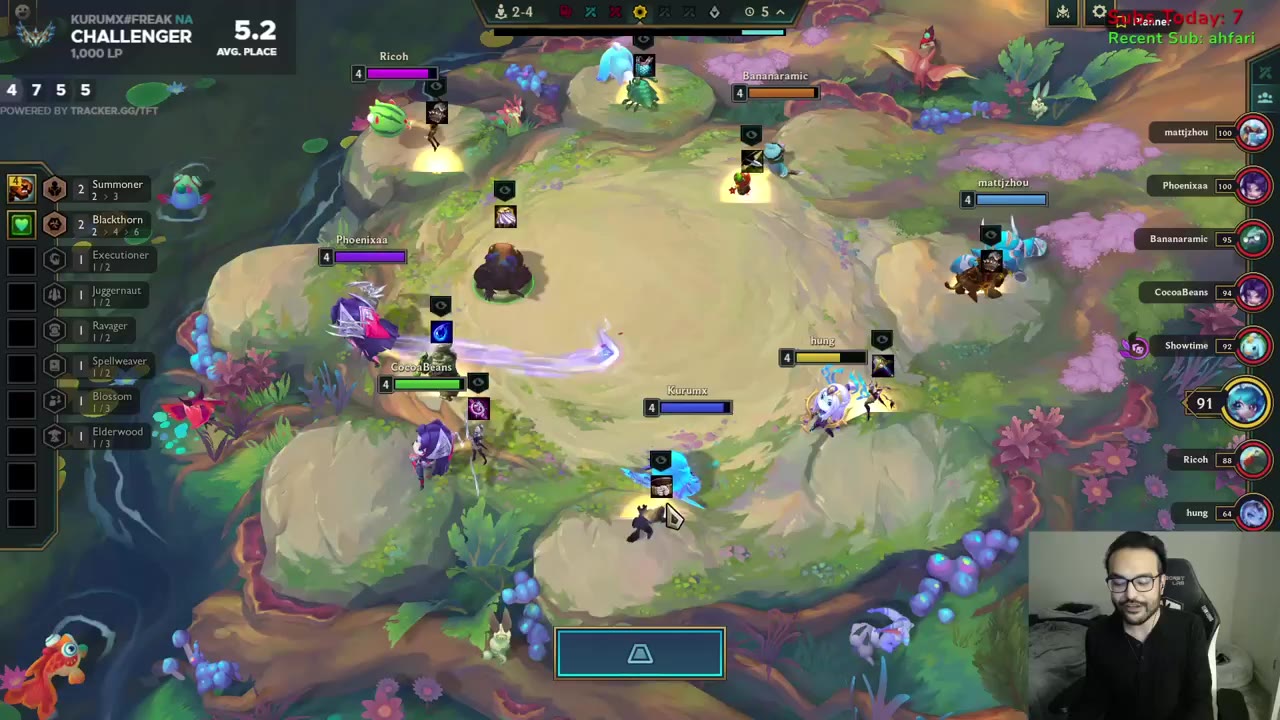 KURUMX#FREAK NA
CHALLENGER
1,000 LP
5.2
AVG. PLACE
4 7 5 5
POWERED BY TRACKER.GG/TFT
2-4
5
Planner
Subs Today: 7
Recent Sub: ahfari
2 Summoner
2 > 3
2 Blackthorn
2 > 4 > 6
1 Executioner
1 / 2
1 Juggernaut
1 / 2
1 Ravager
1 / 2
1 Spellweaver
1 / 2
1 Blossom
1 / 3
1 Elderwood
1 / 3
Ricoh
4
Bananaramic
4
mattjzhou
4
Phoenixaa
4
hung
4
CocoaBeans
4
Kurumx
4
mattjzhou 100
Phoenixaa 100
Bananaramic 95
CocoaBeans 94
Showtime 92
91
Ricoh 88
hung 64